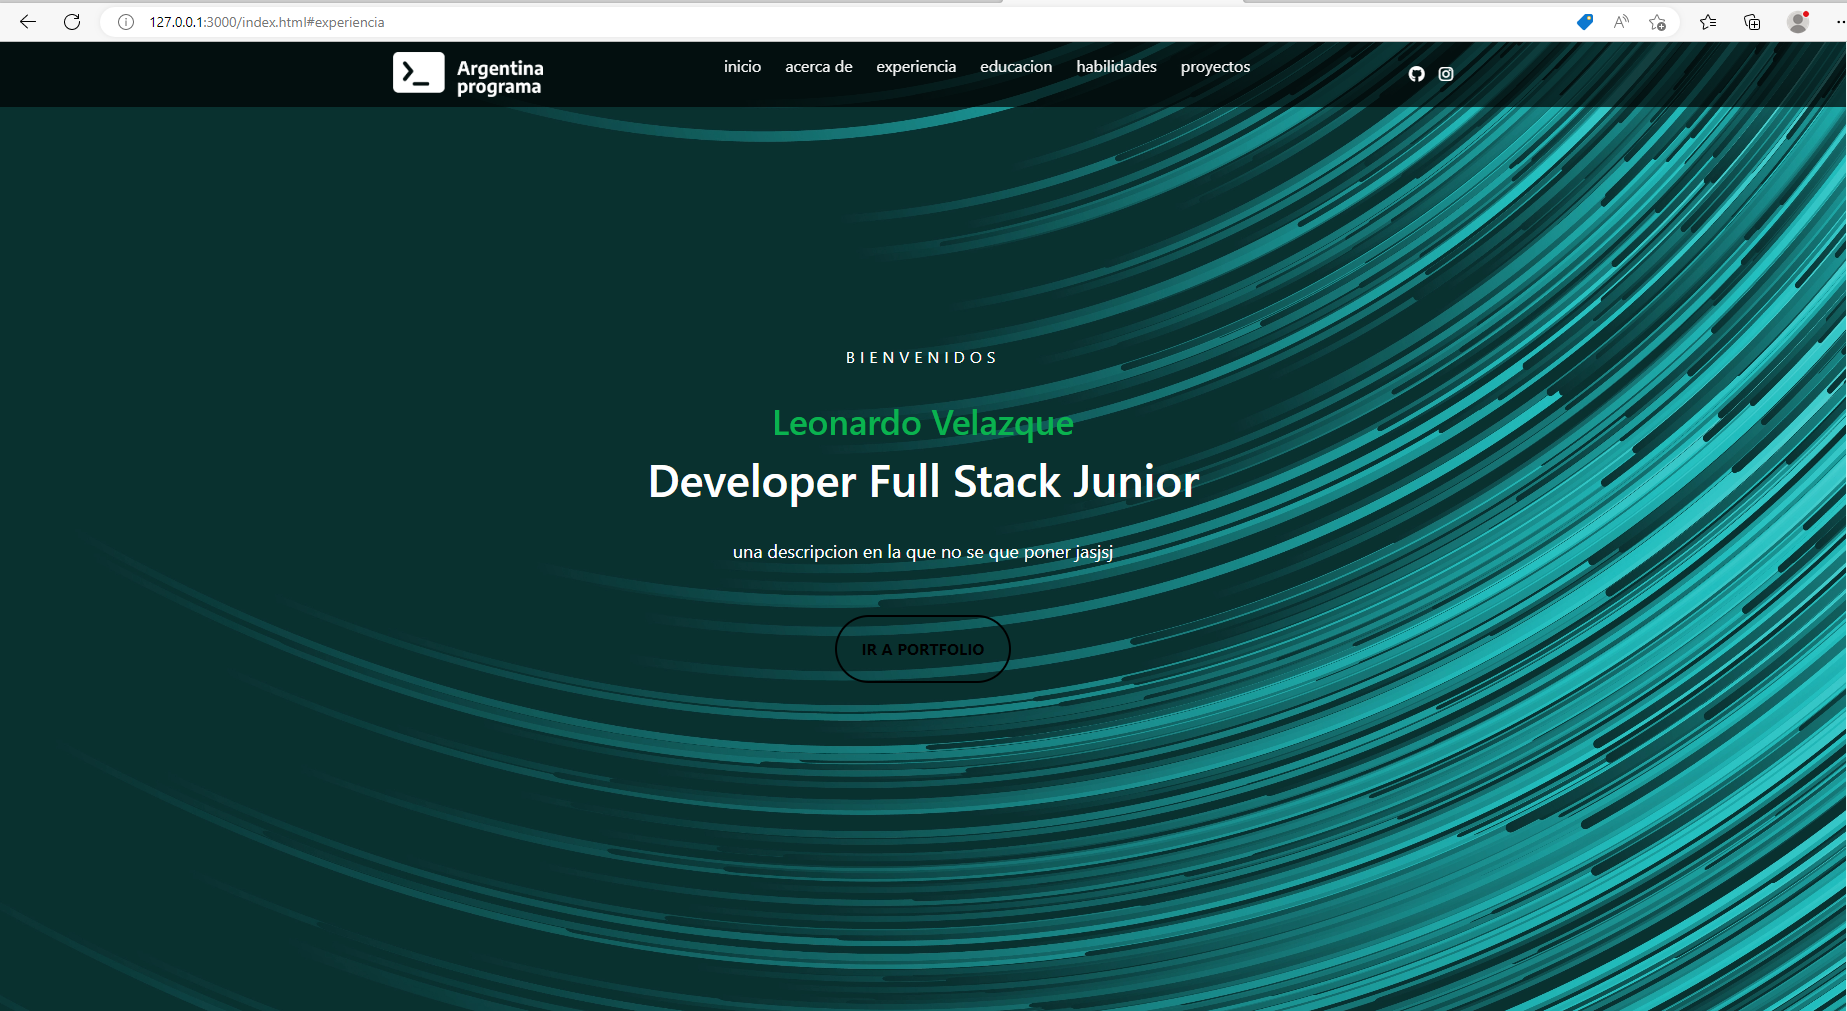 127.0.0.1:3000/index.html#experiencia
Argentina
programa
inicio acerca de experiencia educacion habilidades proyectos
BIENVENIDOS
Leonardo Velazque
Developer Full Stack Junior
una descripcion en la que no se que poner jasjsj
IR A PORTFOLIO